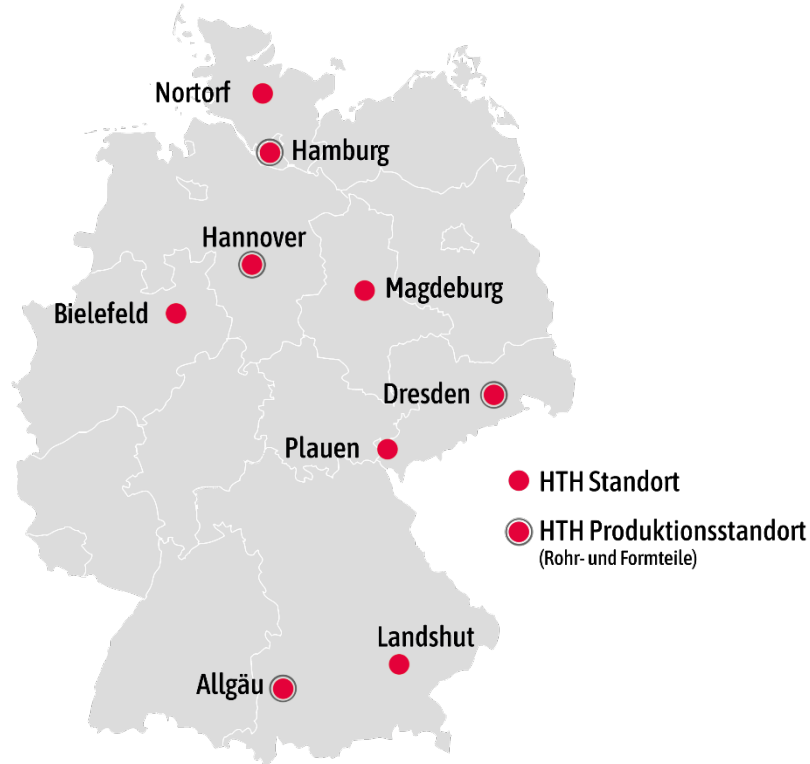 Nortorf
Hamburg
Hannover
Magdeburg
Bielefeld
Dresden
Plauen
HTH Standort
HTH Produktionsstandort
(Rohr- und Formteile)
Landshut
Allgäu